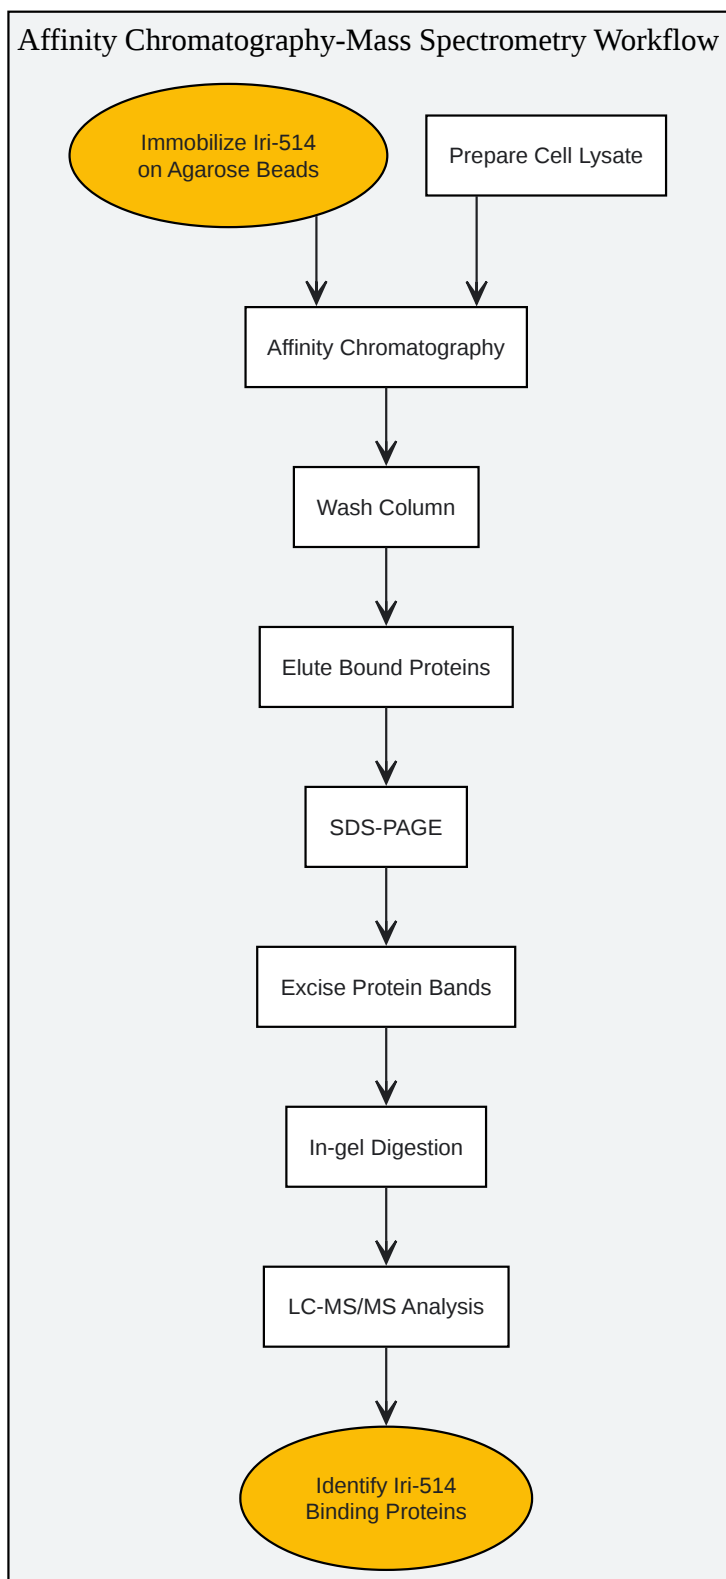 Affinity Chromatography-Mass Spectrometry Workflow
Immobilize Iri-514
on Agarose Beads
Prepare Cell Lysate
Affinity Chromatography
Wash Column
Elute Bound Proteins
SDS-PAGE
Excise Protein Bands
In-gel Digestion
LC-MS/MS Analysis
Identify Iri-514
Binding Proteins